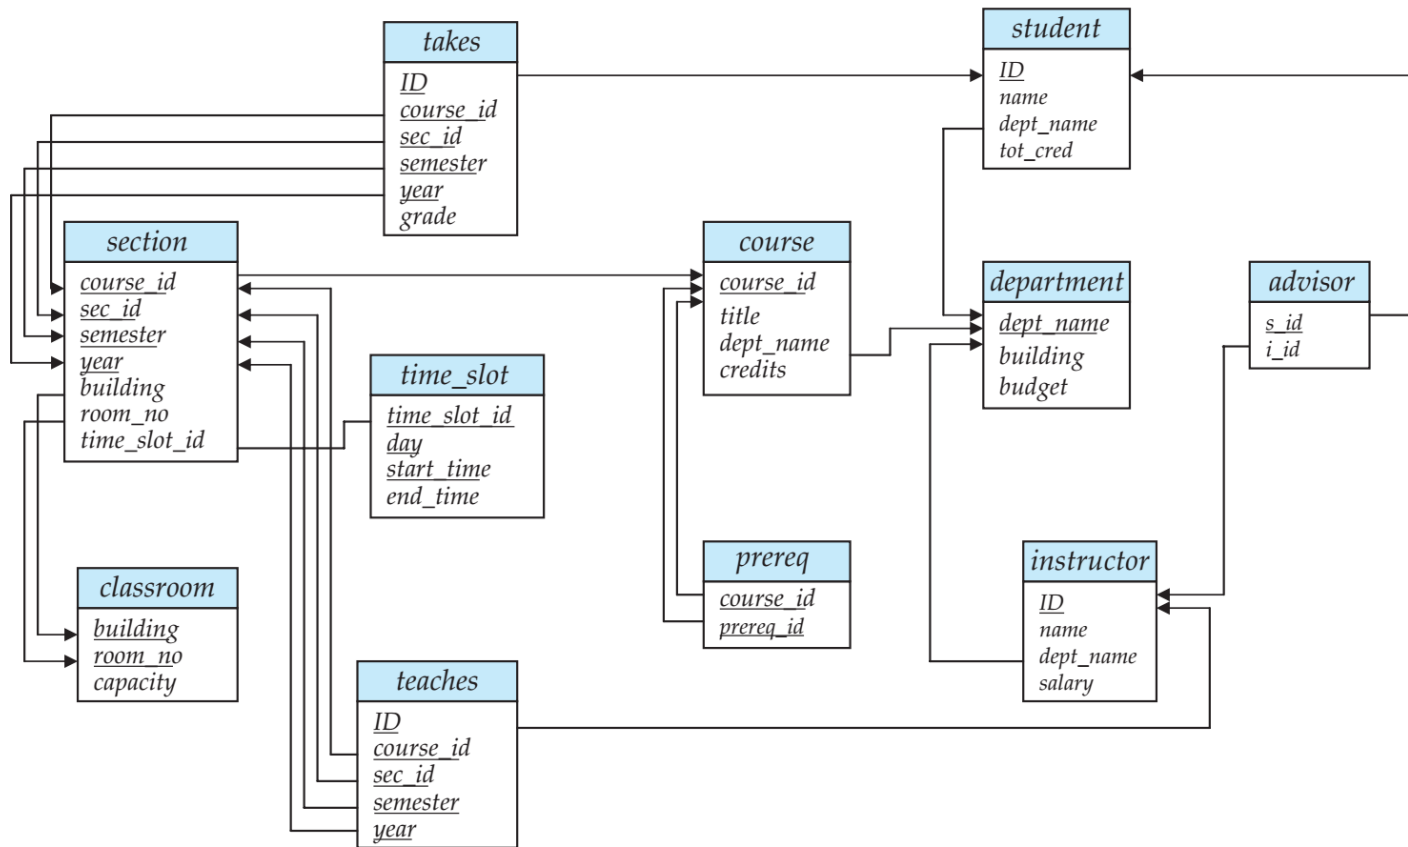 takes
ID
course_id
sec_id
semester
year
grade
student
ID
name
dept_name
tot_cred
section
course_id
sec_id
semester
year
building
room_no
time_slot_id
course
course_id
title
dept_name
credits
department
dept_name
building
budget
advisor
s_id
i_id
time_slot
time_slot_id
day
start_time
end_time
prereq
course_id
prereq_id
instructor
ID
name
dept_name
salary
classroom
building
room_no
capacity
teaches
ID
course_id
sec_id
semester
year